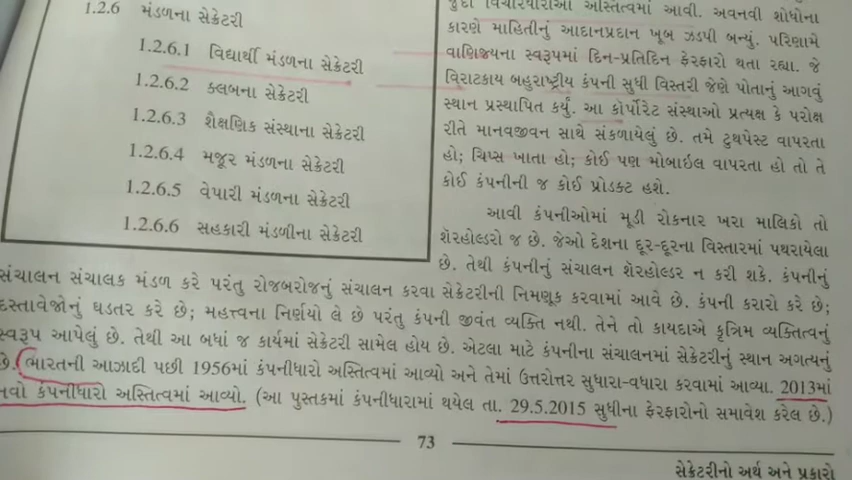 1.2.6 મંડળના સેક્રેટરી
1.2.6.1 વિદ્યાર્થી મંડળના સેક્રેટરી
1.2.6.2 ક્લબના સેક્રેટરી
1.2.6.3 શૈક્ષણિક સંસ્થાના સેક્રેટરી
1.2.6.4 મજૂર મંડળના સેક્રેટરી
1.2.6.5 વેપારી મંડળના સેક્રેટરી
1.2.6.6 સહકારી મંડળીના સેક્રેટરી
જુદી વિચારધારાઓ અસ્તિત્વમાં આવી. અવનવી શોધોના
કારણે માહિતીનું આદાનપ્રદાન ખૂબ ઝડપી બન્યું. પરિણામે
વાણિજ્યના સ્વરૂપમાં દિન-પ્રતિદિન ફેરફારો થતા રહ્યા. જે
વિરાટકાય બહુરાષ્ટ્રીય કંપની સુધી વિસ્તરી જેણે પોતાનું આગવું
સ્થાન પ્રસ્થાપિત કર્યું. આ કૉર્પોરેટ સંસ્થાઓ પ્રત્યક્ષ કે પરોક્ષ
રીતે માનવજીવન સાથે સંકળાયેલું છે. તમે ટુથપેસ્ટ વાપરતા
હો; ચિપ્સ ખાતા હો; કોઈ પણ મોબાઇલ વાપરતા હો તો તે
કોઈ કંપનીની જ કોઈ પ્રોડક્ટ હશે.
આવી કંપનીઓમાં મૂડી રોકનાર ખરા માલિકો તો
શૅરહોલ્ડરો જ છે. જેઓ દેશના દૂર-દૂરના વિસ્તારમાં પથરાયેલા
છે. તેથી કંપનીનું સંચાલન શૅરહોલ્ડર ન કરી શકે. કંપનીનું
સંચાલન સંચાલક મંડળ કરે પરંતુ રોજબરોજનું સંચાલન કરવા સેક્રેટરીની નિમણૂક કરવામાં આવે છે. કંપની કરારો કરે છે;
દસ્તાવેજોનું ઘડતર કરે છે; મહત્ત્વના નિર્ણયો લે છે પરંતુ કંપની જીવંત વ્યક્તિ નથી. તેને તો કાયદાએ કૃત્રિમ વ્યક્તિત્વનું
સ્વરૂપ આપેલું છે. તેથી આ બધાં જ કાર્યમાં સેક્રેટરી સામેલ હોય છે. એટલા માટે કંપનીના સંચાલનમાં સેક્રેટરીનું સ્થાન અગત્યનું
છે. ભારતની આઝાદી પછી 1956માં કંપનીધારો અસ્તિત્વમાં આવ્યો અને તેમાં ઉત્તરોત્તર સુધારા-વધારા કરવામાં આવ્યા. 2013માં
નવો કંપનીધારો અસ્તિત્વમાં આવ્યો. (આ પુસ્તકમાં કંપનીધારામાં થયેલ તા. 29.5.2015 સુધીના ફેરફારોનો સમાવેશ કરેલ છે.)
73
સેક્રેટરીનો અર્થ અને પ્રકારો